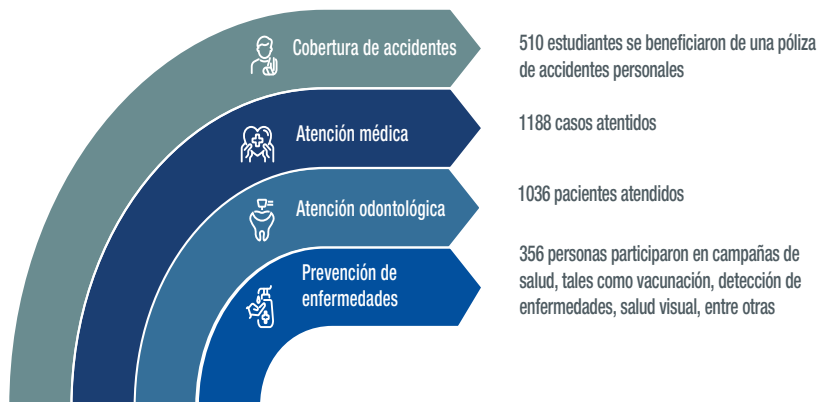 Cobertura de accidentes
510 estudiantes se beneficiaron de una póliza
de accidentes personales
Atención médica
1188 casos atentidos
Atención odontológica
1036 pacientes atendidos
Prevención de
enfermedades
356 personas participaron en campañas de
salud, tales como vacunación, detección de
enfermedades, salud visual, entre otras